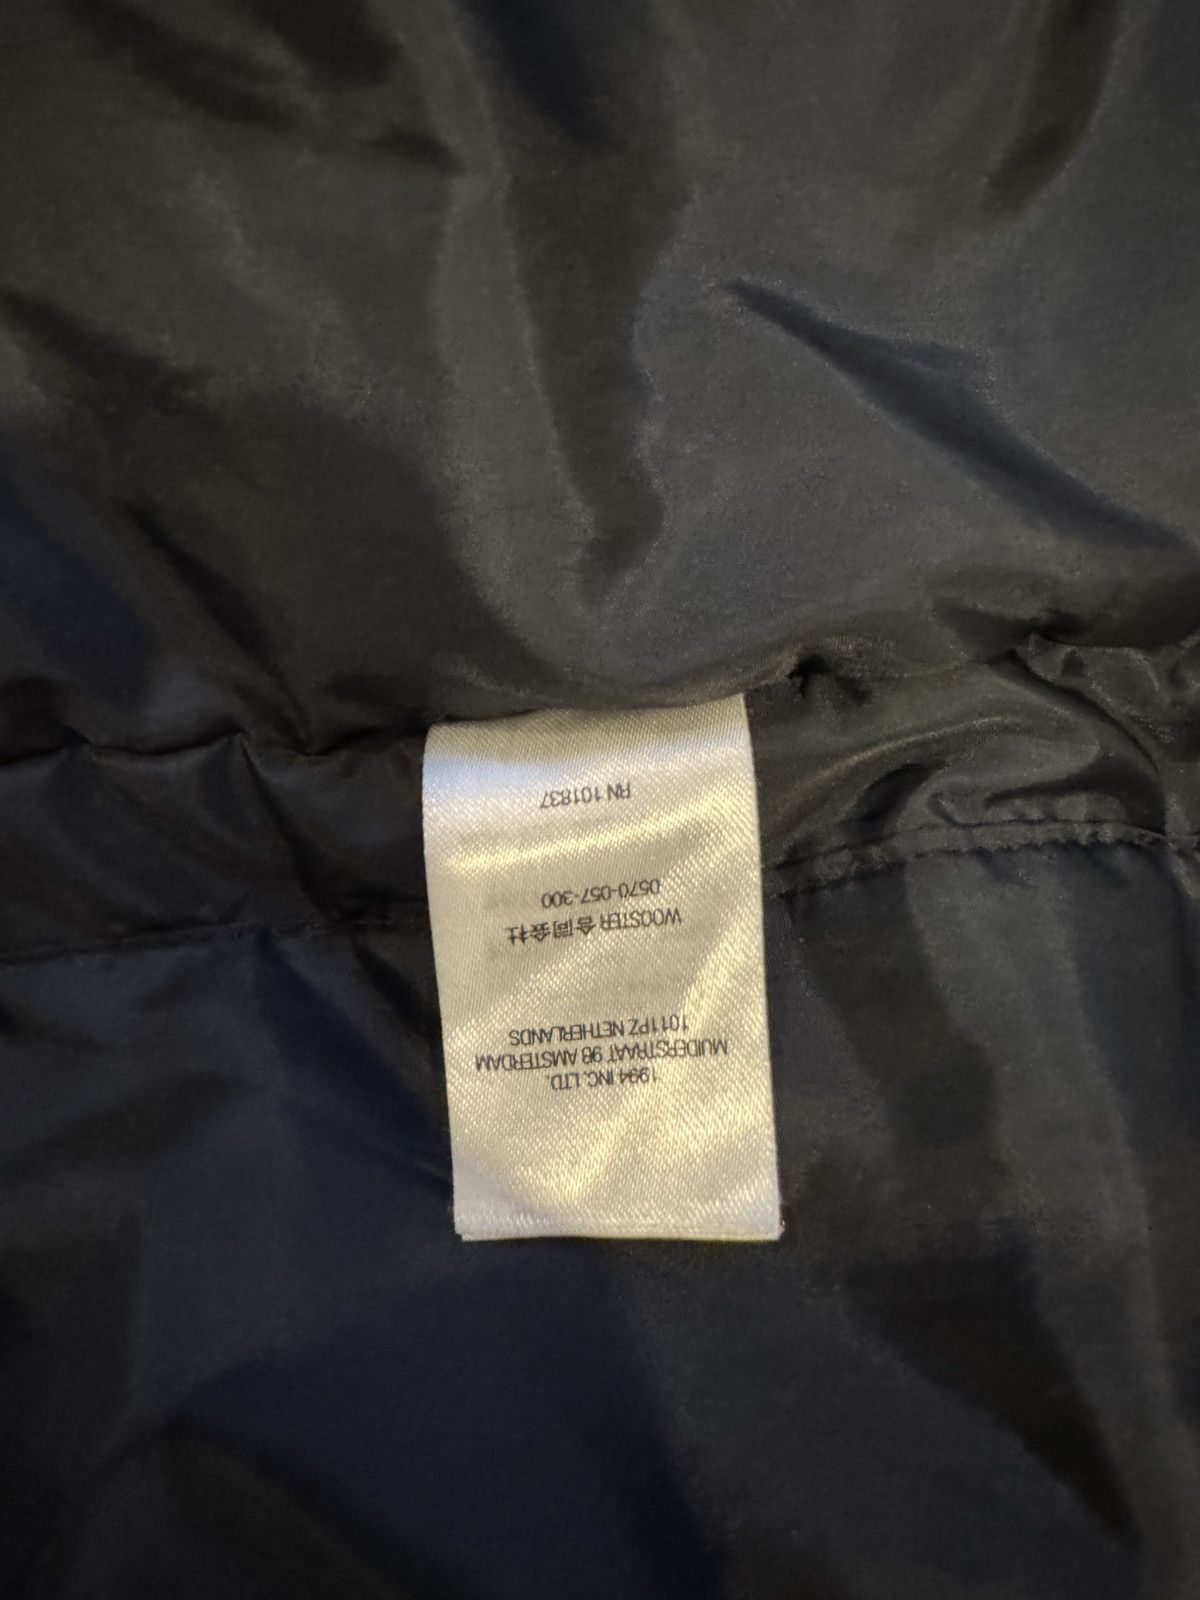 1994 INC. LTD.
MUIDERSTRAAT 98 AMSTERDAM
1011PZ NETHERLANDS
WOOSTER 合同会社
0570-057-300
RN 101837